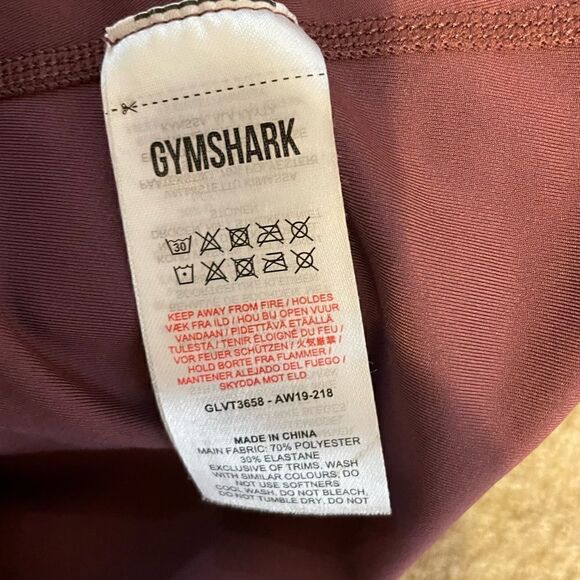 GYMSHARK
30
KEEP AWAY FROM FIRE / HOLDES
VÆK FRA ILD / HOU BIJ OPEN VUUR
VANDAAN / PIDETTÄVÄ ETÄÄLLÄ
TULESTA / TENIR ÉLOIGNÉ DU FEU /
VOR FEUER SCHÜTZEN / 火気厳禁 /
HOLD BORTE FRA FLAMMER /
MANTENER ALEJADO DEL FUEGO /
SKYDDA MOT ELD
GLVT3658 - AW19-218
MADE IN CHINA
MAIN FABRIC: 70% POLYESTER
30% ELASTANE
EXCLUSIVE OF TRIMS, WASH
WITH SIMILAR COLOURS, DO
NOT USE SOFTNERS
COOL WASH, DO NOT BLEACH,
DO NOT TUMBLE DRY, DO NOT